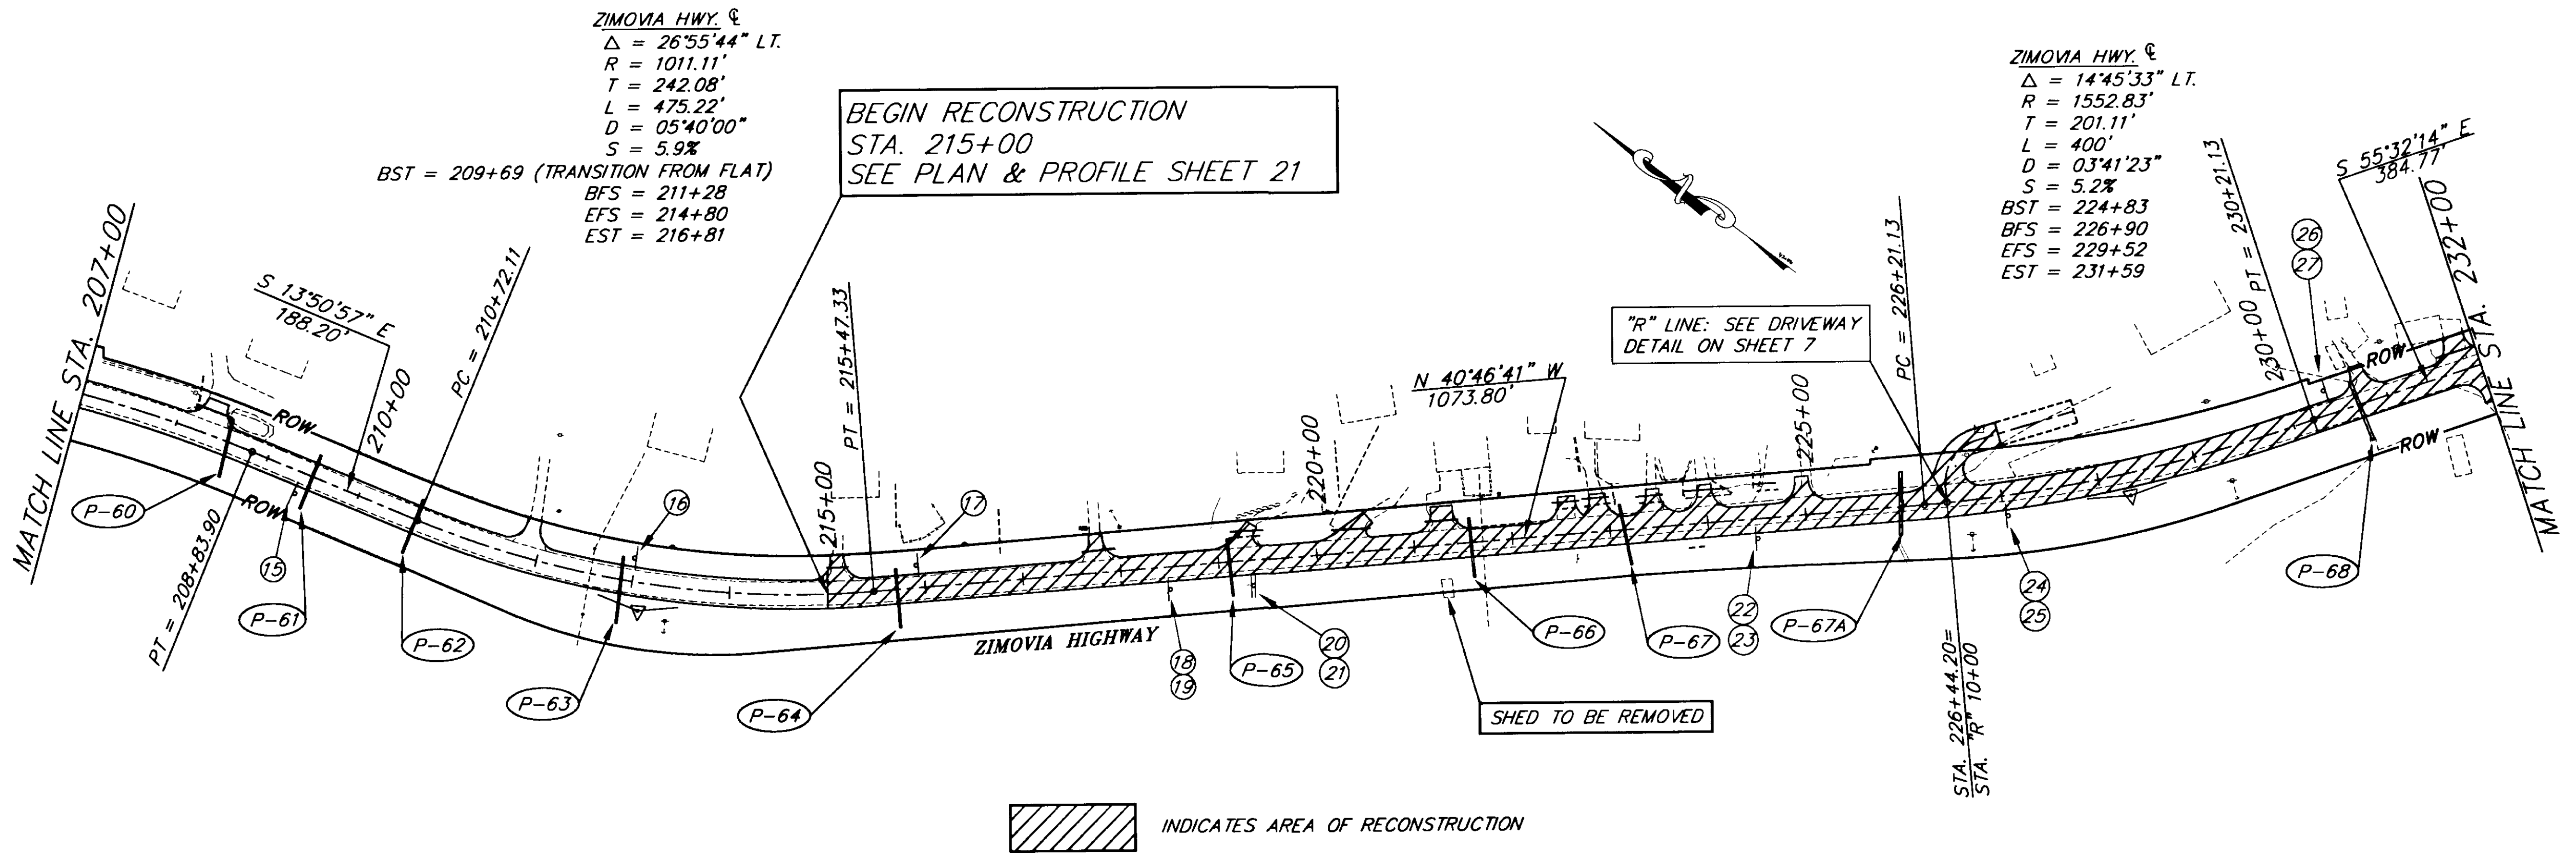 ZIMOVIA HWY. ℄
Δ = 26°55'44" LT.
R = 1011.11'
T = 242.08'
L = 475.22'
D = 05°40'00"
S = 5.9%
BST = 209+69 (TRANSITION FROM FLAT)
BFS = 211+28
EFS = 214+80
EST = 216+81
BEGIN RECONSTRUCTION
STA. 215+00
SEE PLAN & PROFILE SHEET 21
ZIMOVIA HWY. ℄
Δ = 14°45'33" LT.
R = 1552.83'
T = 201.11'
L = 400'
D = 03°41'23"
S = 5.2%
BST = 224+83
BFS = 226+90
EFS = 229+52
EST = 231+59
MATCH LINE STA. 207+00
S 13°50'57" E
188.20'
210+00
PC = 210+72.11
PT = 208+83.90
ROW
ROW
215+00
PT = 215+47.33
220+00
N 40°46'41" W
1073.80'
225+00
"R" LINE: SEE DRIVEWAY
DETAIL ON SHEET 7
PC = 226+21.13
230+00
PT = 230+21.13
S 55°32'14" E
384.77'
ROW
ROW
MATCH LINE STA. 232+00
26
27
P-60
15
P-61
P-62
P-63
16
P-64
17
ZIMOVIA HIGHWAY
18
19
P-65
20
21
P-66
P-67
22
23
P-67A
24
25
P-68
SHED TO BE REMOVED
STA. 226+44.20=
STA. "R" 10+00
INDICATES AREA OF RECONSTRUCTION